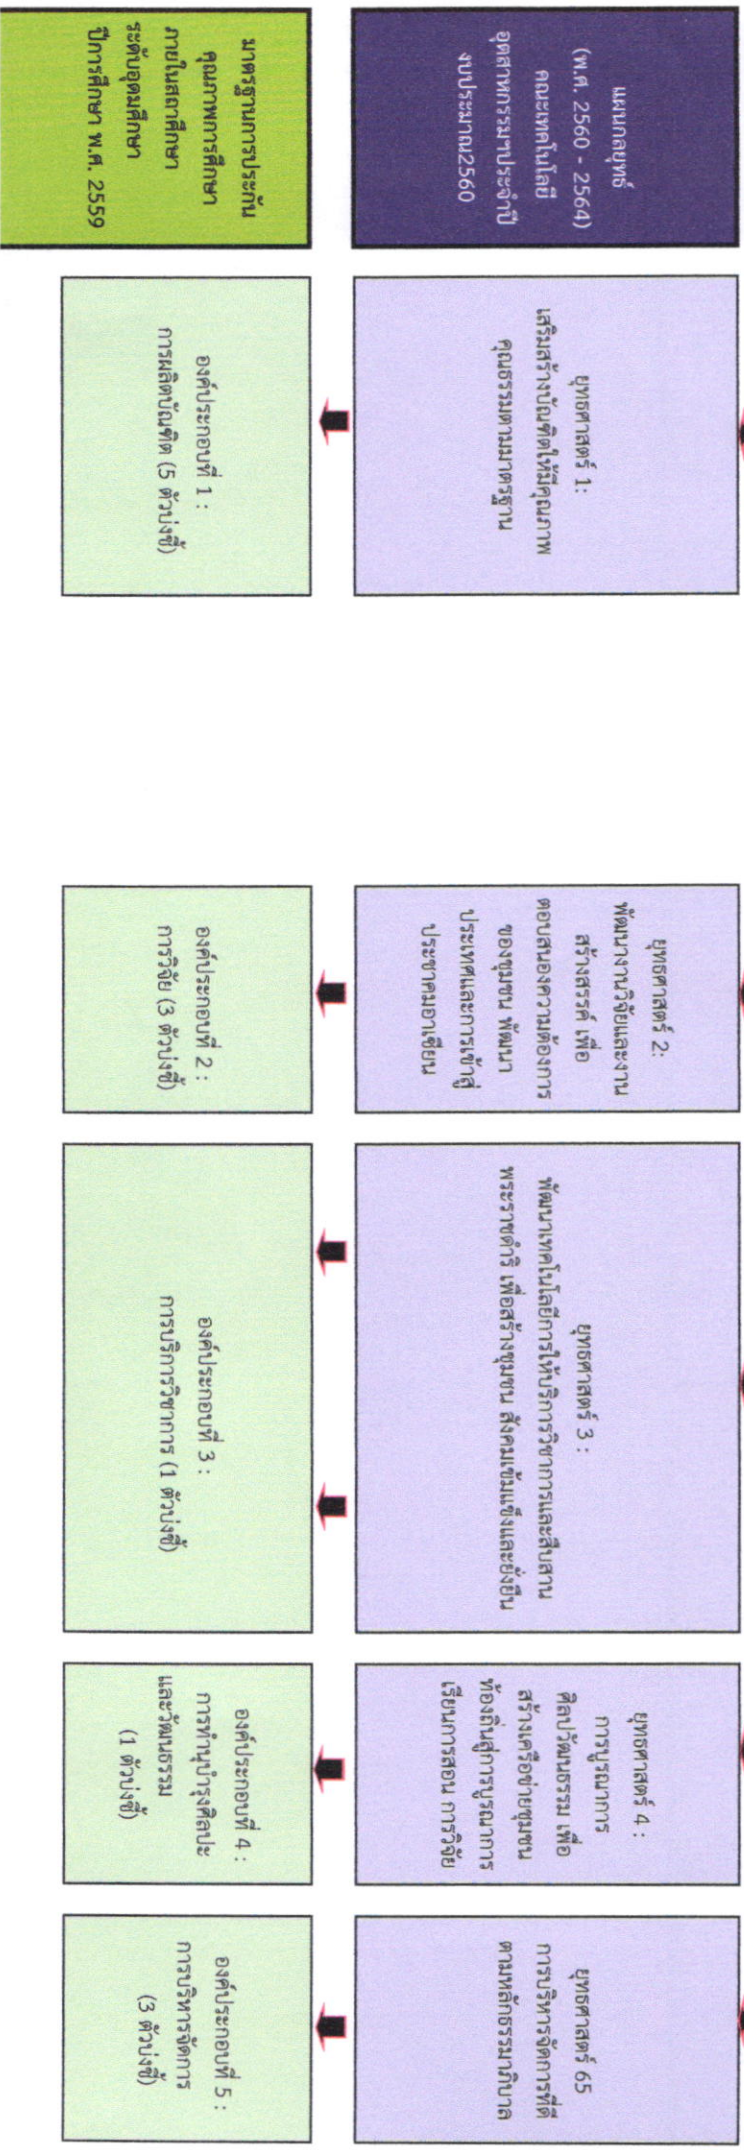 แผนกลยุทธ์
(พ.ศ. 2560 - 2564)
คณะเทคโนโลยี
อุตสาหกรรมฯประจำปี
งบประมาณ2560
ยุทธศาสตร์ 1:
เสริมสร้างบัณฑิตให้มีคุณภาพ
คุณธรรมตามมาตรฐาน
ยุทธศาสตร์ 2:
พัฒนางานวิจัยและงาน
สร้างสรรค์ เพื่อ
ตอบสนองความต้องการ
ของชุมชน พัฒนา
ประเทศและการเข้าสู่
ประชาคมอาเซียน
ยุทธศาสตร์ 3 :
พัฒนาเทคโนโลยีการให้บริการวิชาการและสืบสาน
พระราชดำริ เพื่อสร้างชุมชน สังคมเข้มแข็งและยั่งยืน
ยุทธศาสตร์ 4 :
การบูรณาการ
ศิลปวัฒนธรรม เพื่อ
สร้างเครือข่ายชุมชน
ท้องถิ่นสู่การบูรณาการ
เรียนการสอน การวิจัย
ยุทธศาสตร์ 65
การบริหารจัดการที่ดี
ตามหลักธรรมาภิบาล
มาตรฐานการประกัน
คุณภาพการศึกษา
ภายในสถาศึกษา
ระดับอุดมศึกษา
ปีการศึกษา พ.ศ. 2559
องค์ประกอบที่ 1 :
การผลิตบัณฑิต (5 ตัวบ่งชี้)
องค์ประกอบที่ 2 :
การวิจัย (3 ตัวบ่งชี้)
องค์ประกอบที่ 3 :
การบริการวิชาการ (1 ตัวบ่งชี้)
องค์ประกอบที่ 4 :
การทำนุบำรุงศิลปะ
และวัฒนธรรม
(1 ตัวบ่งชี้)
องค์ประกอบที่ 5 :
การบริหารจัดการ
(3 ตัวบ่งชี้)